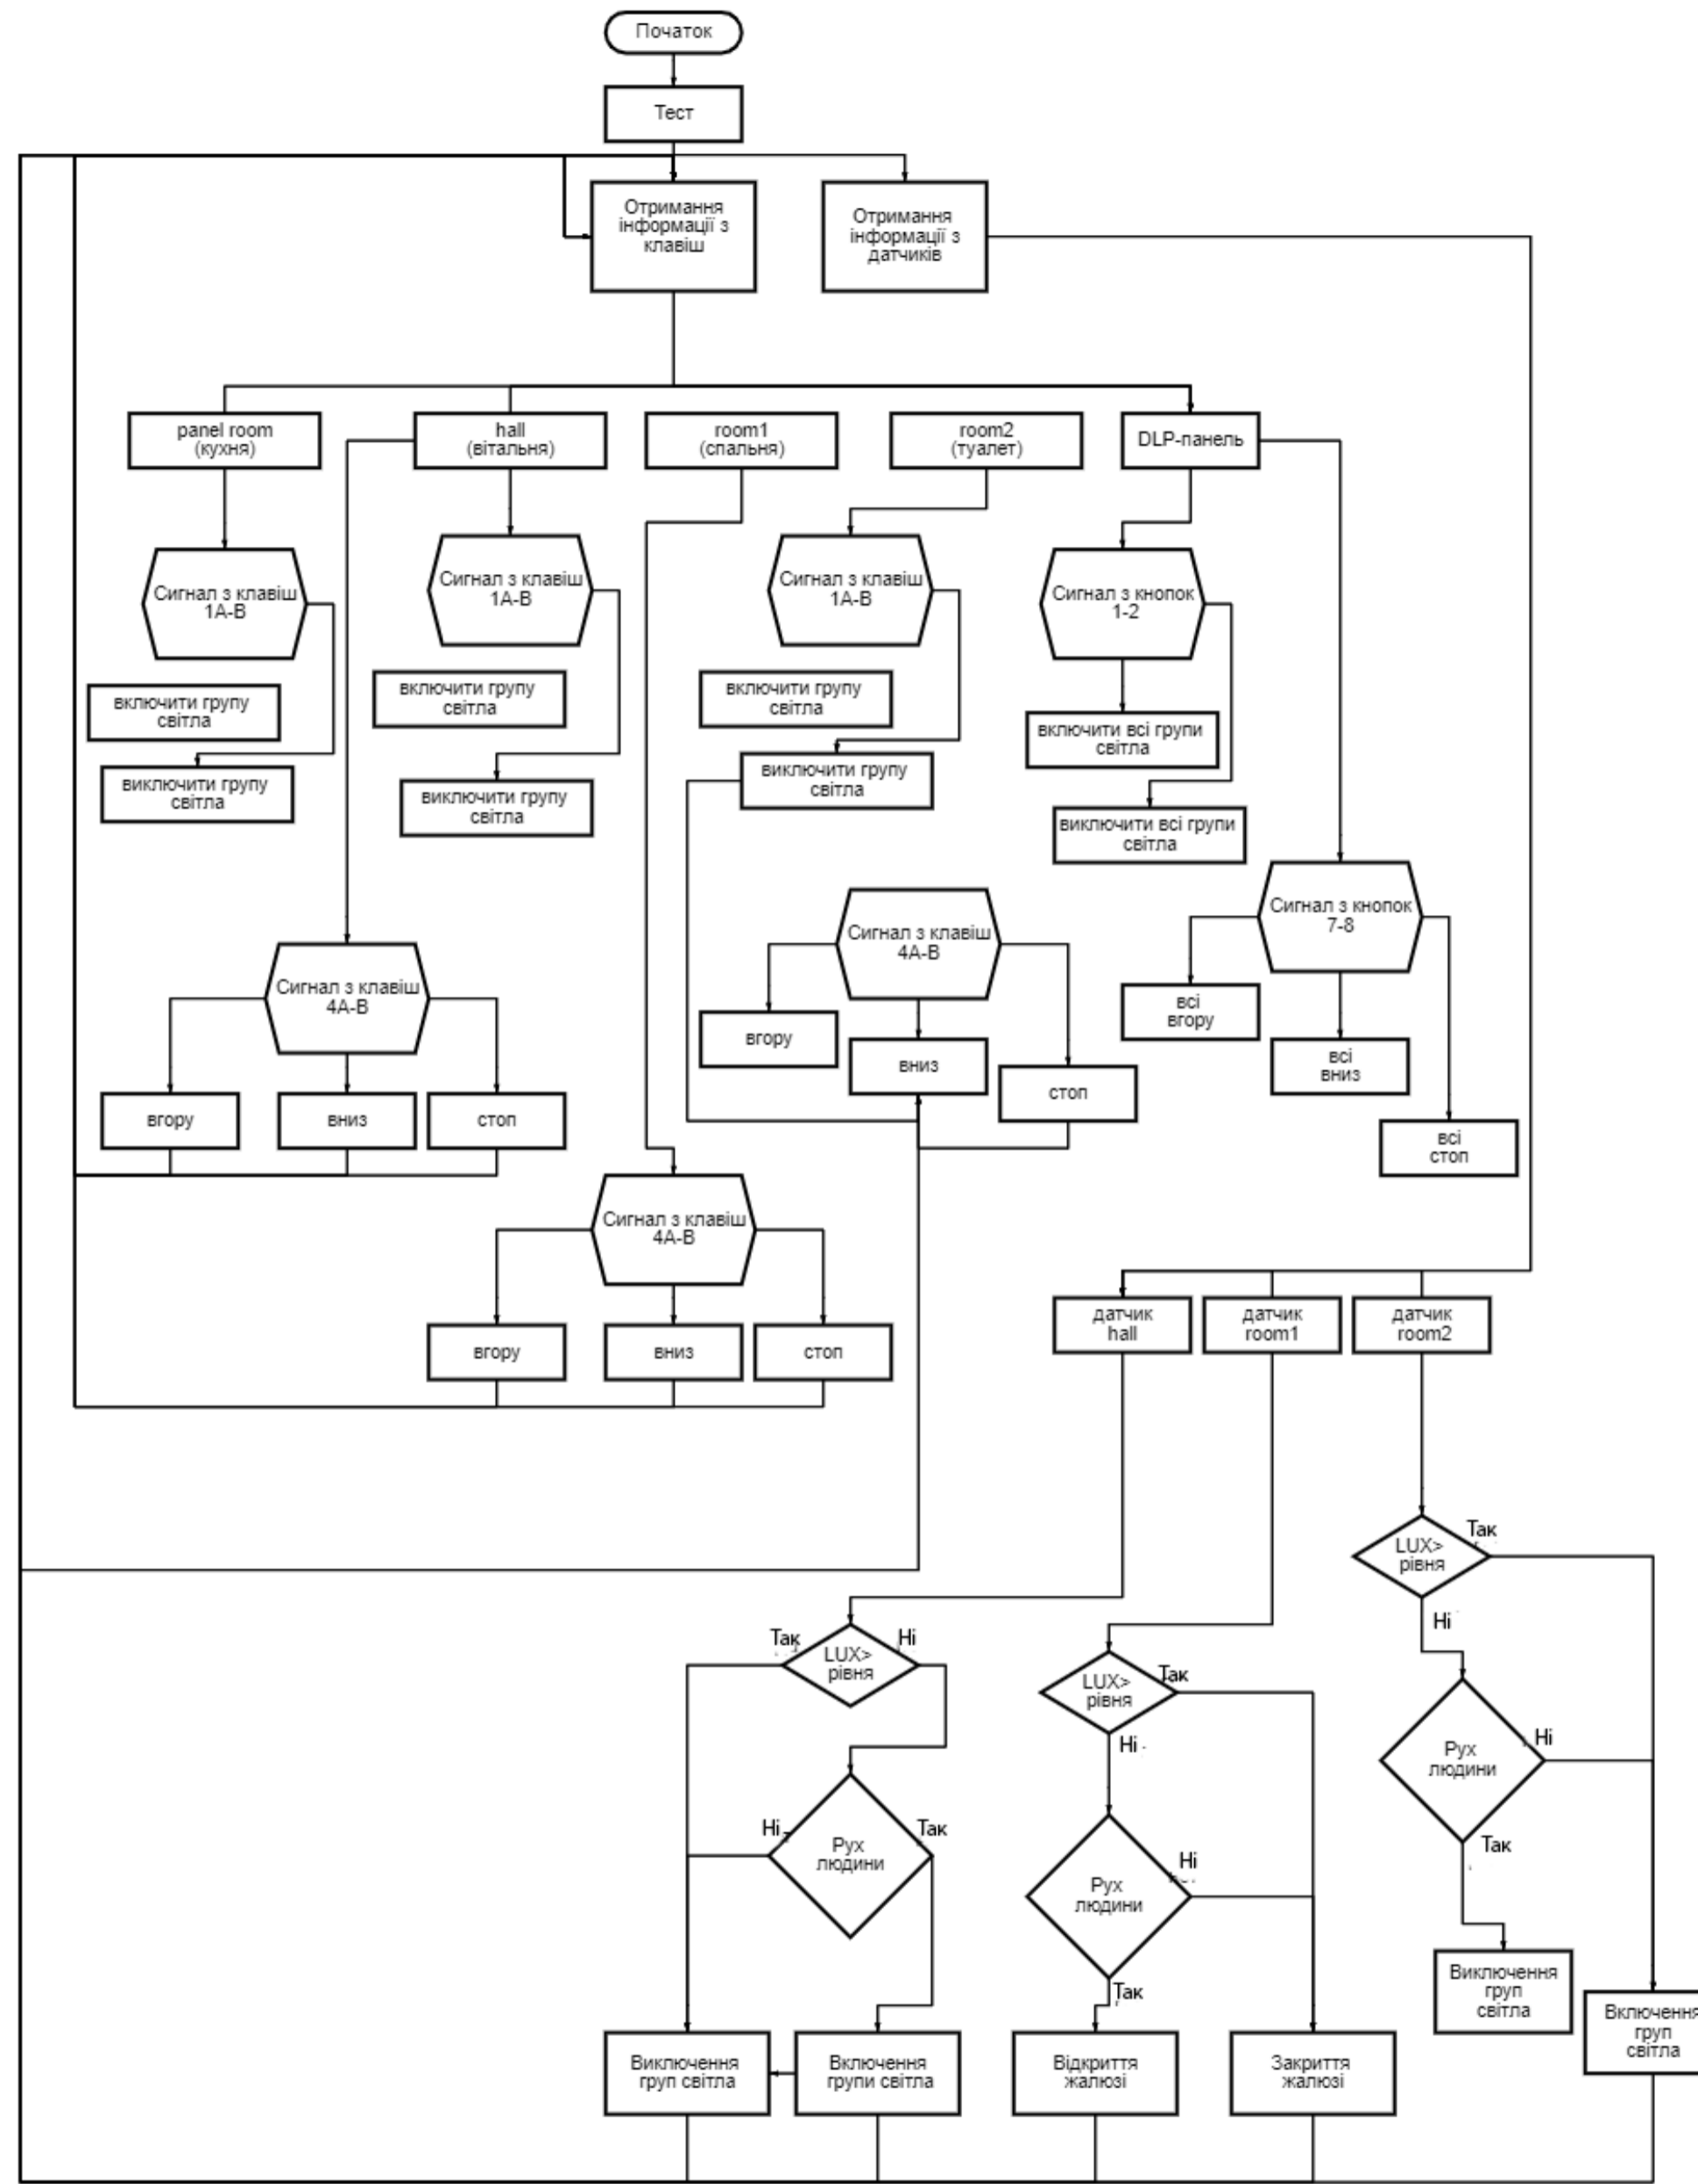 Початок
Тест
Отримання
інформації з
клавіш
Отримання
інформації з
датчиків
panel room
(кухня)
hall
(вітальня)
room1
(спальня)
room2
(туалет)
DLP-панель
Сигнал з клавіш
1А-В
Сигнал з клавіш
1А-В
Сигнал з клавіш
1А-В
Сигнал з кнопок
1-2
включити групу
світла
включити групу
світла
включити групу
світла
включити всі групи
світла
виключити групу
світла
виключити групу
світла
виключити групу
світла
виключити всі групи
світла
Сигнал з клавіш
4А-В
Сигнал з кнопок
7-8
Сигнал з клавіш
4А-В
вгору
вниз
стоп
всі
вгору
всі
вниз
всі
стоп
вгору
вниз
стоп
Сигнал з клавіш
4А-В
вгору
вниз
стоп
датчик
hall
датчик
room1
датчик
room2
LUX>
рівня
Так
Ні
Так
LUX>
рівня
Ні
LUX>
рівня
Так
Ні
Рух
людини
Ні
Так
Ні
Рух
людини
Так
Рух
людини
Ні
Так
Виключення
груп
світла
Включення
груп
світла
Виключення
груп світла
Включення
групи світла
Відкриття
жалюзі
Закриття
жалюзі